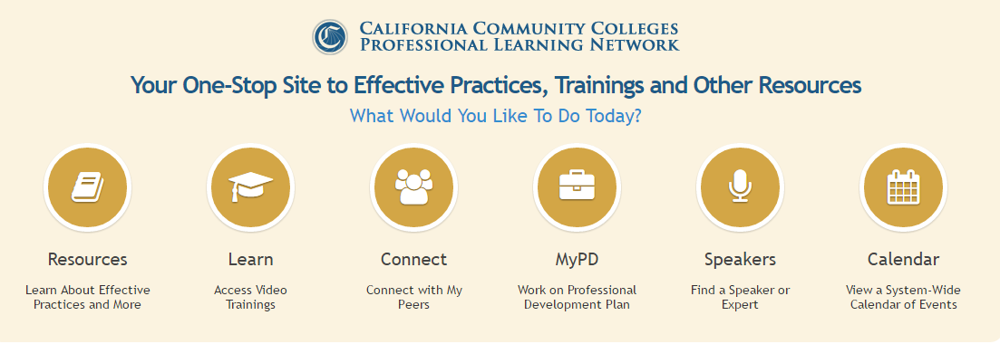 CALIFORNIA COMMUNITY COLLEGES
PROFESSIONAL LEARNING NETWORK
Your One-Stop Site to Effective Practices, Trainings and Other Resources
What Would You Like To Do Today?
Resources
Learn About Effective
Practices and More
Learn
Access Video
Trainings
Connect
Connect with My
Peers
MyPD
Work on Professional
Development Plan
Speakers
Find a Speaker or
Expert
Calendar
View a System-Wide
Calendar of Events